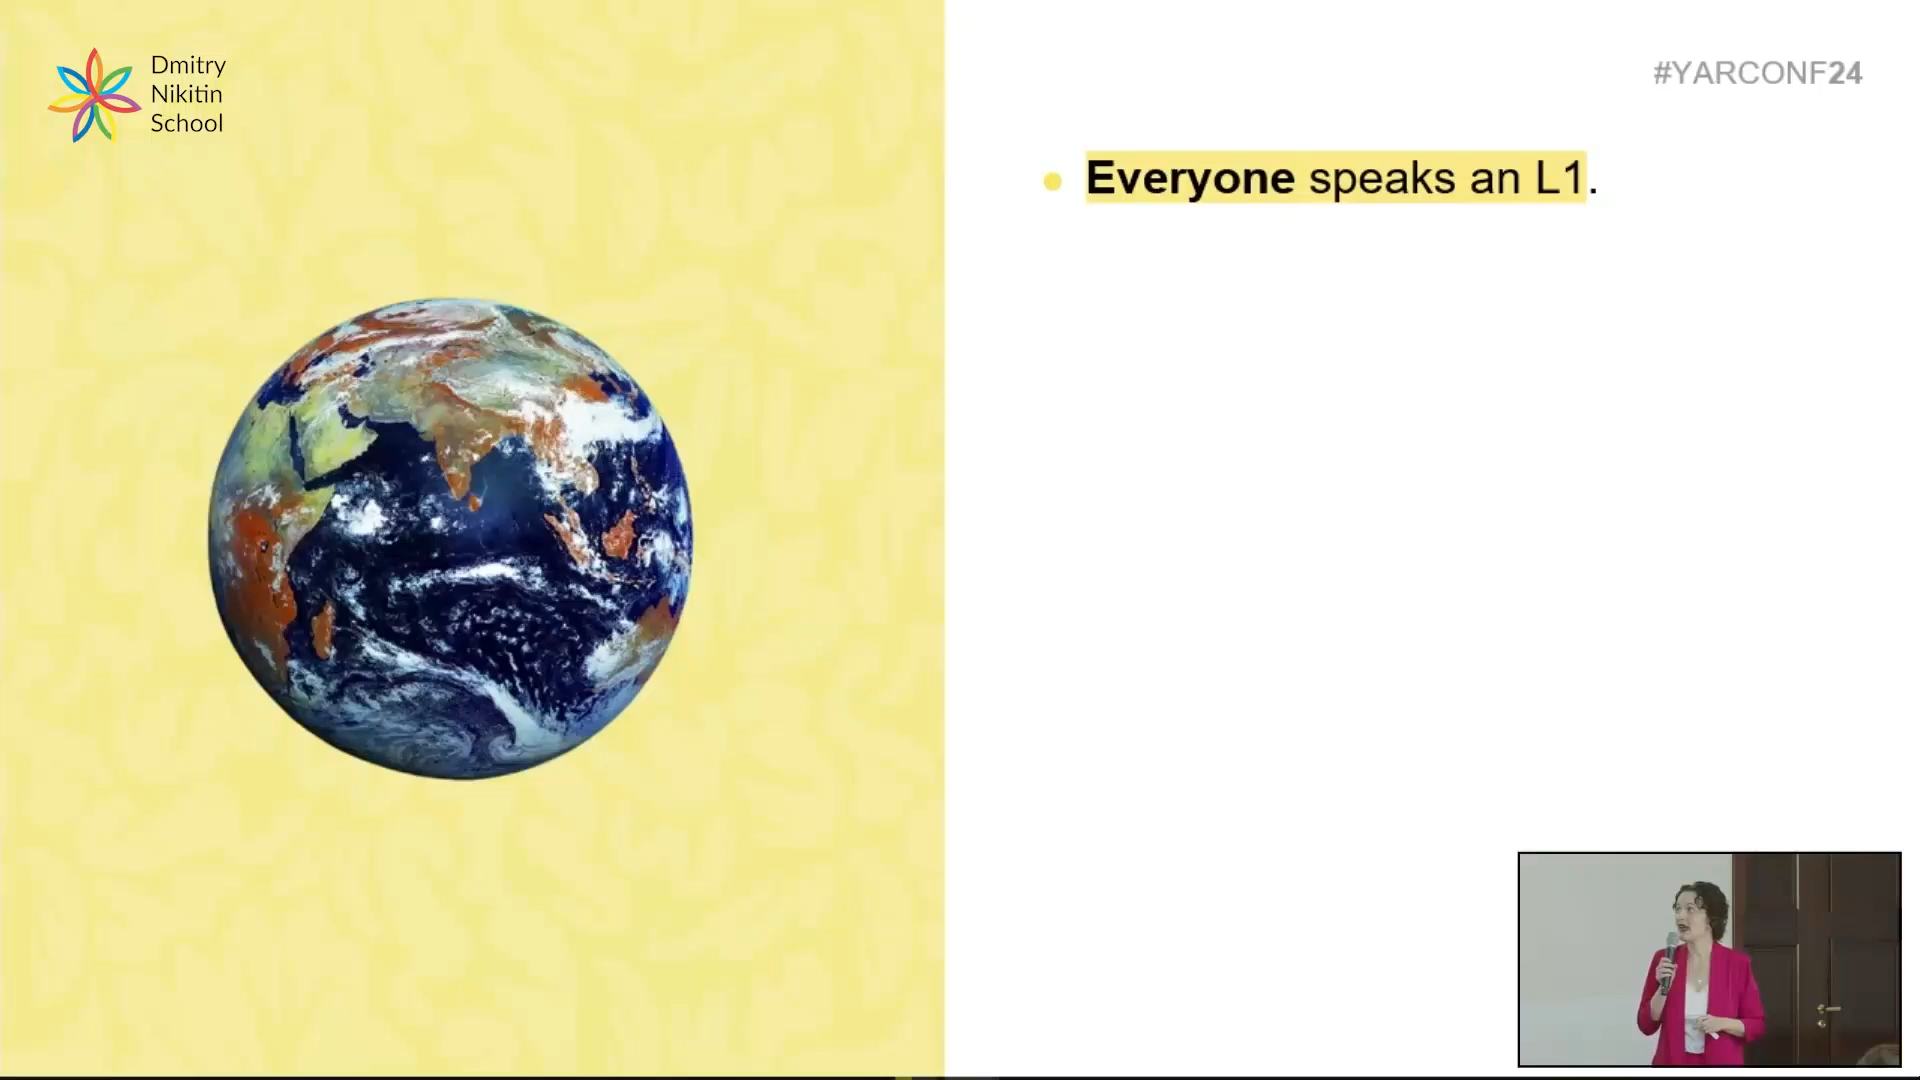 Dmitry
Nikitin
School
#YARCONF24
Everyone speaks an L1.